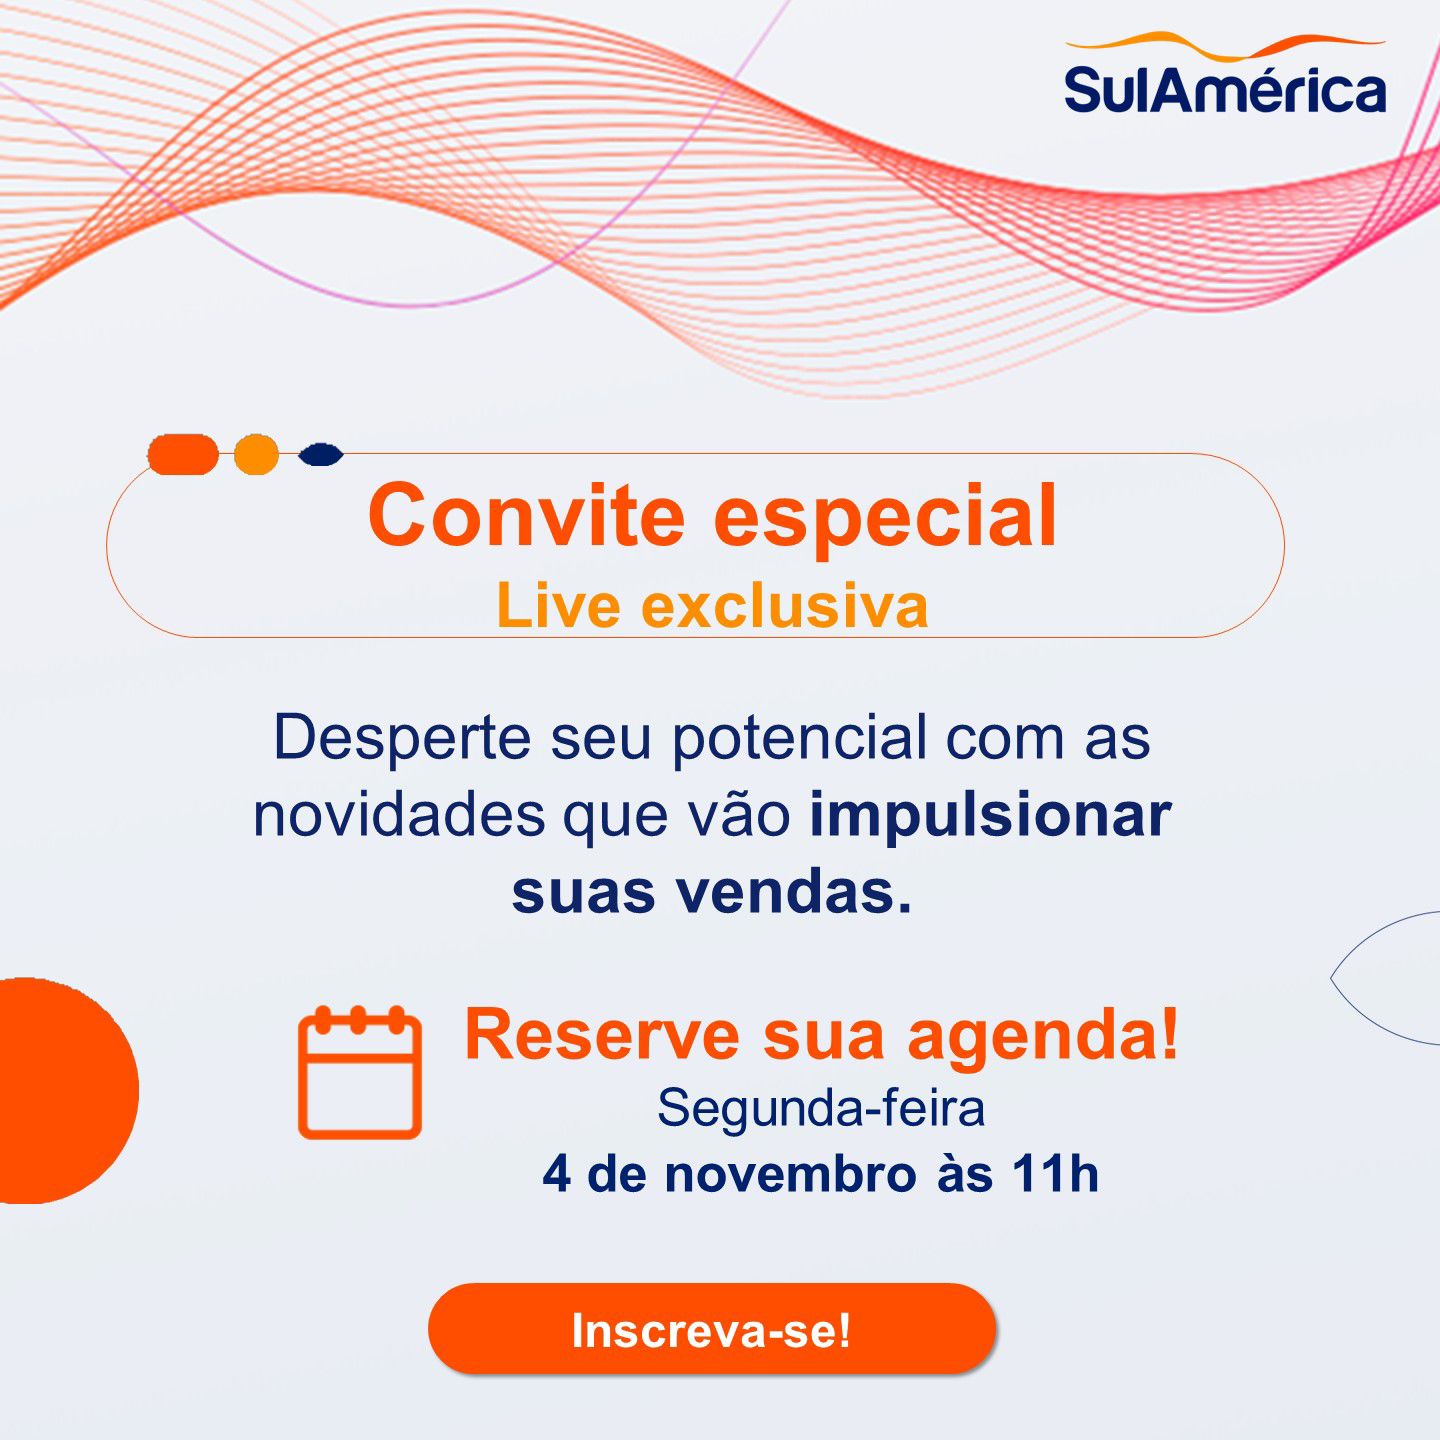 SulAmérica
Convite especial
Live exclusiva
Desperte seu potencial com as
novidades que vão impulsionar
suas vendas.
Reserve sua agenda!
Segunda-feira
4 de novembro às 11h
Inscreva-se!